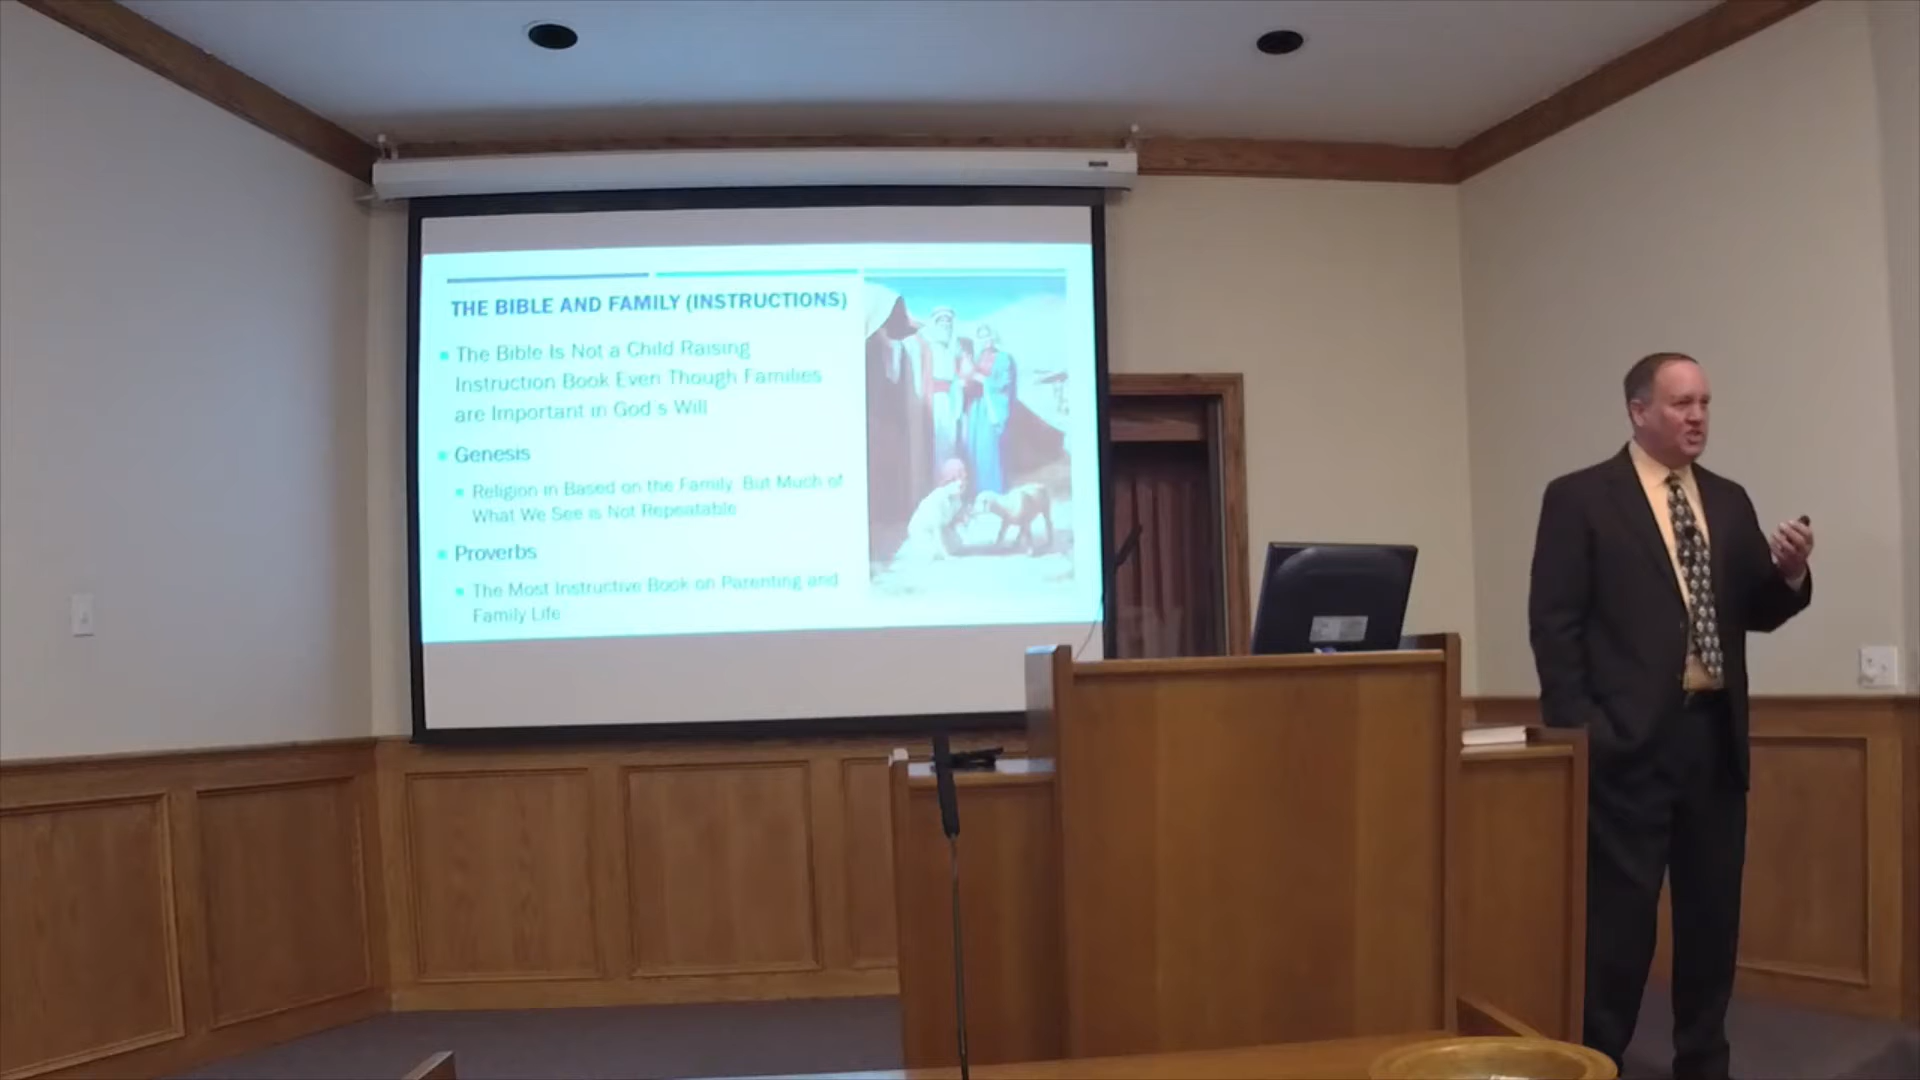 THE BIBLE AND FAMILY (INSTRUCTIONS)
The Bible Is Not a Child Raising
Instruction Book Even Though Families
are Important in God's Will
Genesis
Religion in Based on the Family, But Much of
What We See is Not Repeatable
Proverbs
The Most Instructive Book on Parenting and
Family Life